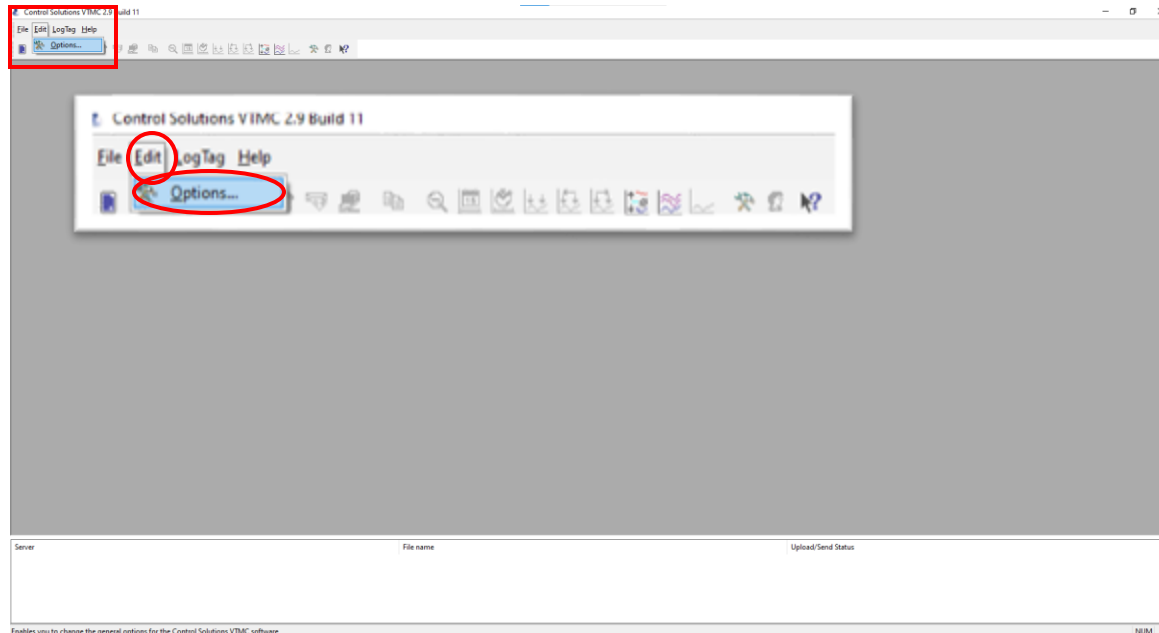 Control Solutions VTMC 2.9 Build 11
File Edit LogTag Help
Options...
Control Solutions VTMC 2.9 Build 11
File Edit LogTag Help
Options...
Server File name Upload/Send Status
Enables you to change the general options for the Control Solutions VTMC software NUM